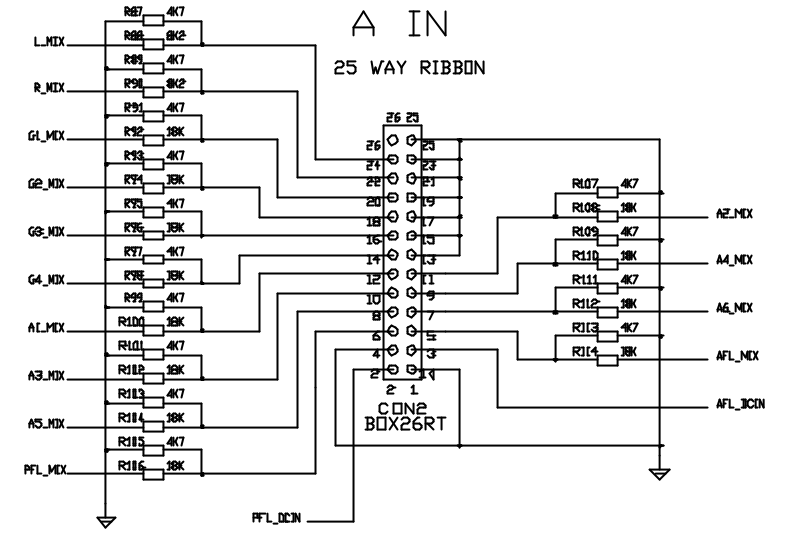 A IN
25 WAY RIBBON
R87 4K7
L_MIX R88 8K2
R89 4K7
R_MIX R90 8K2
R91 4K7
G1_MIX R92 18K
R93 4K7
G2_MIX R94 18K
R95 4K7
G3_MIX R96 18K
R97 4K7
G4_MIX R98 18K
R99 4K7
A1_MIX R100 18K
R101 4K7
A3_MIX R102 18K
R103 4K7
A5_MIX R104 18K
R105 4K7
PFL_MIX R106 18K
PFL_DCIN
26 25
26 25
24 23
22 21
20 19
18 17
16 15
14 13
12 11
10 9
8 7
6 5
4 3
2 1
2 1
CON2
BOX26RT
R107 4K7
R108 18K A2_MIX
R109 4K7
R110 18K A4_MIX
R111 4K7
R112 18K A6_MIX
R113 4K7
R114 18K AFL_MIX
AFL_DCIN